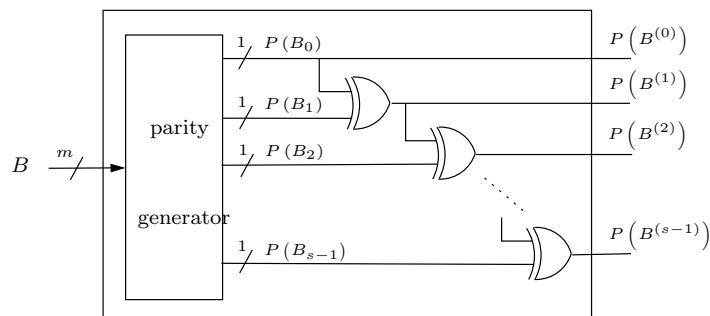 1 P (B₀) P (B⁽⁰⁾)
1 P (B₁) P (B⁽¹⁾)
parity
1 P (B₂) P (B⁽²⁾)
B m
generator
1 P (Bₛ₋₁) P (B⁽ˢ⁻¹⁾)